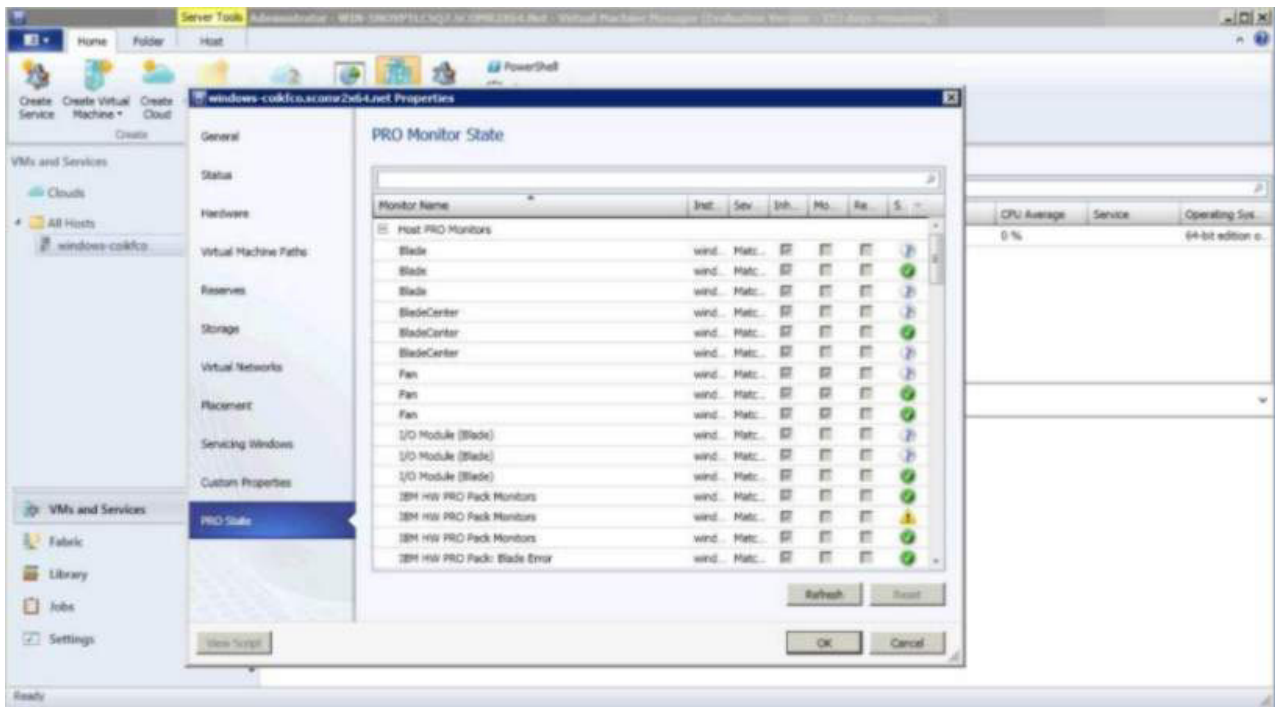 Server Tools Administrator - Virtual Machine Manager
Home Folder Host
PowerShell
Create Service
Create Virtual Machine
Create Cloud
Create
VMs and Services
Clouds
All Hosts
windows-coikfco
VMs and Services
Fabric
Library
Jobs
Settings
Ready
windows-coikfco.scomr2x64.net Properties
General
Status
Hardware
Virtual Machine Paths
Reserves
Storage
Virtual Networks
Placement
Servicing Windows
Custom Properties
PRO State
View Script
PRO Monitor State
Monitor Name Inst... Sev... Inh... Mo... Re... S...
Host PRO Monitors
Blade wind... Matc...
Blade wind... Matc...
Blade wind... Matc...
BladeCenter wind... Matc...
BladeCenter wind... Matc...
BladeCenter wind... Matc...
Fan wind... Matc...
Fan wind... Matc...
Fan wind... Matc...
I/O Module (Blade) wind... Matc...
I/O Module (Blade) wind... Matc...
I/O Module (Blade) wind... Matc...
IBM HW PRO Pack Monitors wind... Matc...
IBM HW PRO Pack Monitors wind... Matc...
IBM HW PRO Pack Monitors wind... Matc...
IBM HW PRO Pack: Blade Error wind... Matc...
Refresh Reset
OK Cancel
CPU Average Service Operating Sys...
0 % 64-bit edition o...